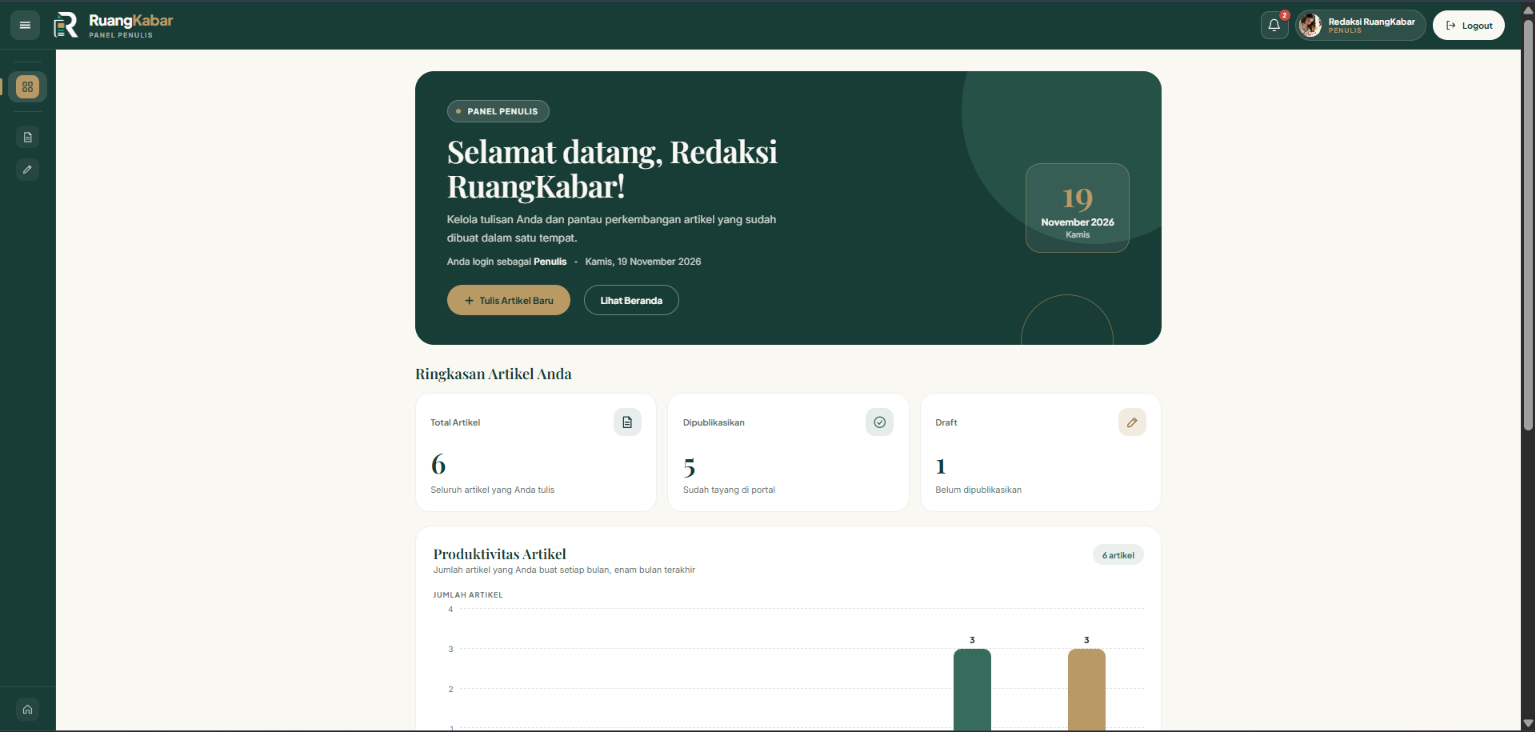 RuangKabar
PANEL PENULIS
2
Redaksi RuangKabar
PENULIS
Logout
PANEL PENULIS
Selamat datang, Redaksi
RuangKabar!
Kelola tulisan Anda dan pantau perkembangan artikel yang sudah
dibuat dalam satu tempat.
Anda login sebagai Penulis - Kamis, 19 November 2026
+ Tulis Artikel Baru
Lihat Beranda
19
November 2026
Kamis
Ringkasan Artikel Anda
Total Artikel
6
Seluruh artikel yang Anda tulis
Dipublikasikan
5
Sudah tayang di portal
Draft
1
Belum dipublikasikan
Produktivitas Artikel
6 artikel
Jumlah artikel yang Anda buat setiap bulan, enam bulan terakhir
JUMLAH ARTIKEL
4
3
3
3
2
1